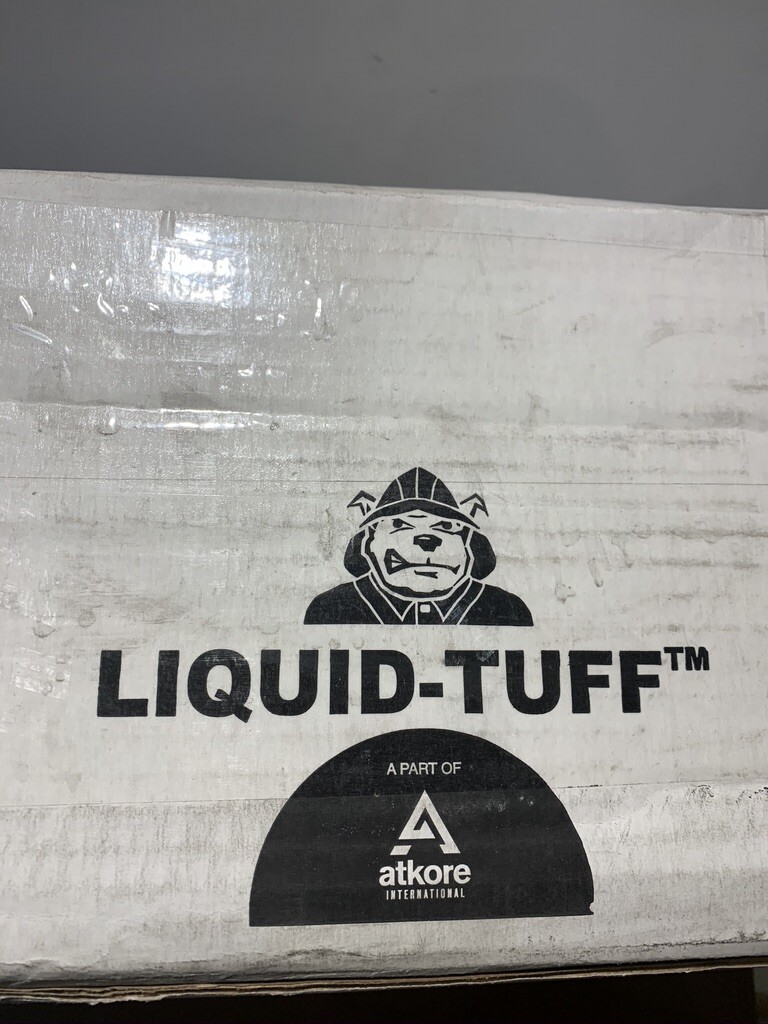 LIQUID-TUFF™
A PART OF
atkore
INTERNATIONAL